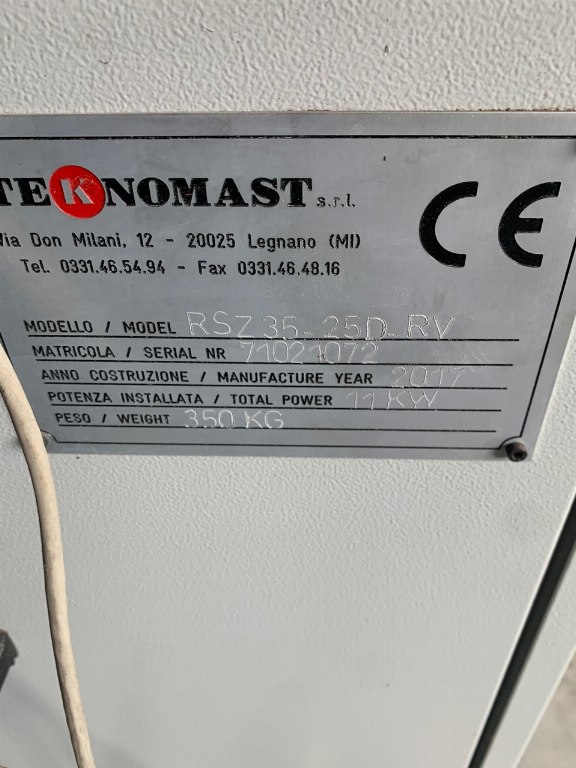 TEKNOMAST s.r.l.
Via Don Milani, 12 - 20025 Legnano (MI)
Tel. 0331.46.54.94 - Fax 0331.46.48.16
CE
MODELLO / MODEL RSZ 35-25D-RV
MATRICOLA / SERIAL NR 71021072
ANNO COSTRUZIONE / MANUFACTURE YEAR 2017
POTENZA INSTALLATA / TOTAL POWER 11 KW
PESO / WEIGHT 350 KG